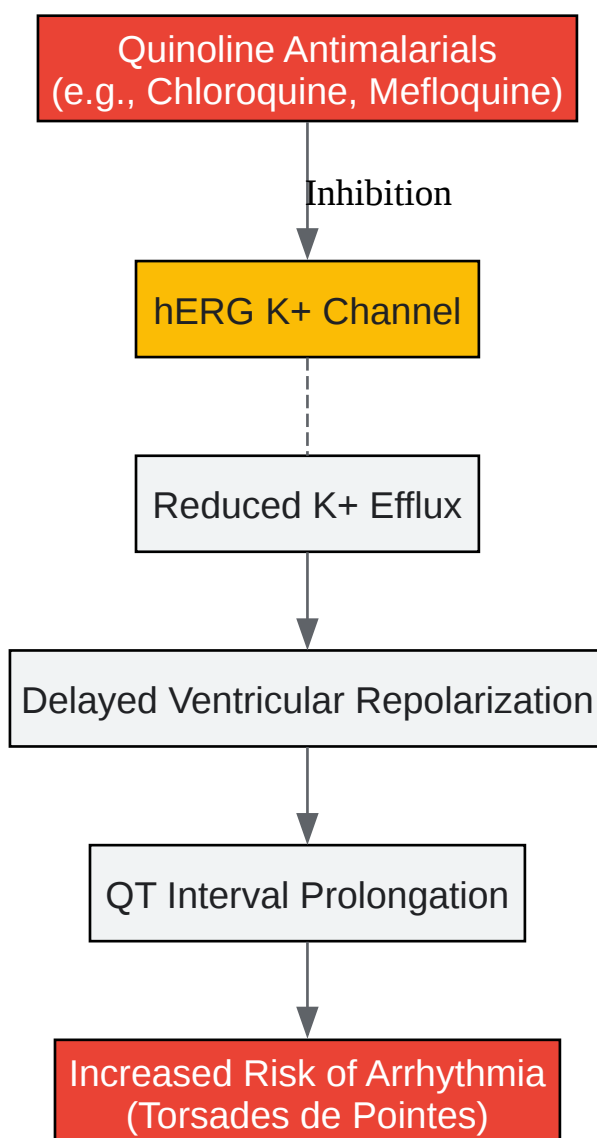 Quinoline Antimalarials
(e.g., Chloroquine, Mefloquine)
Inhibition
hERG K+ Channel
Reduced K+ Efflux
Delayed Ventricular Repolarization
QT Interval Prolongation
Increased Risk of Arrhythmia
(Torsades de Pointes)